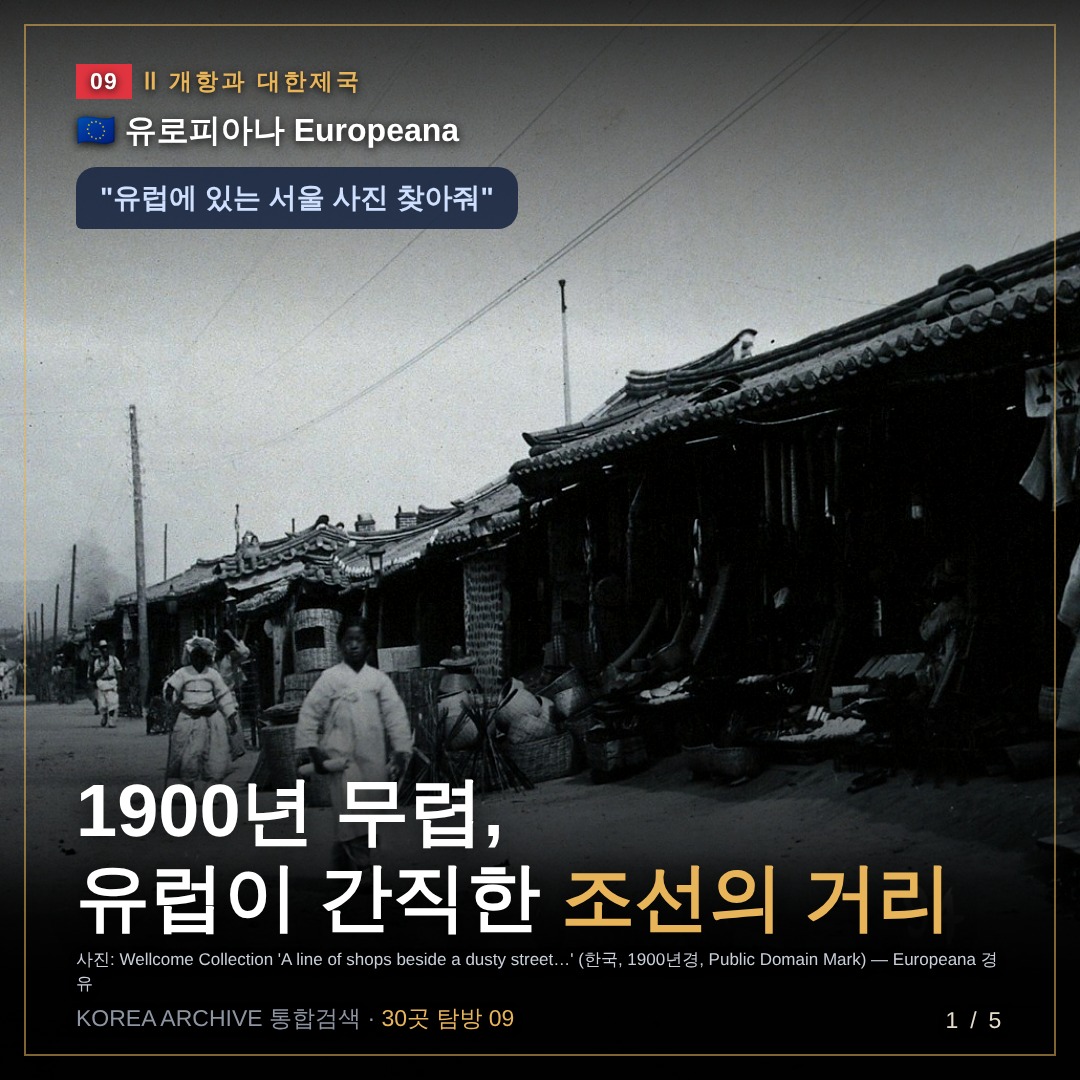 09 Ⅱ 개항과 대한제국
🇪🇺 유로피아나 Europeana
"유럽에 있는 서울 사진 찾아줘"
1900년 무렵,
유럽이 간직한 조선의 거리
사진: Wellcome Collection 'A line of shops beside a dusty street…' (한국, 1900년경, Public Domain Mark) — Europeana 경
유
KOREA ARCHIVE 통합검색 · 30곳 탐방 09
1 / 5